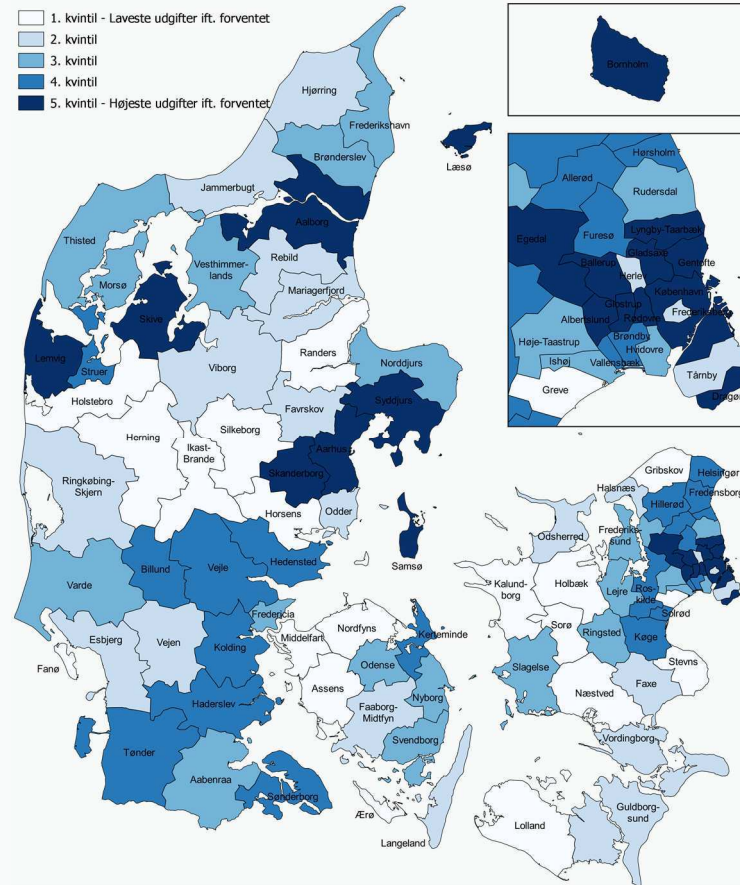 1. kvintil - Laveste udgifter ift. forventet
2. kvintil
3. kvintil
4. kvintil
5. kvintil - Højeste udgifter ift. forventet
Bornholm
Hjørring
Frederikshavn
Brønderslev
Læsø
Jammerbugt
Aalborg
Thisted
Vesthimmer-
lands
Rebild
Morsø
Mariagerfjord
Skive
Lemvig
Struer
Viborg
Randers
Norddjurs
Holstebro
Favrskov
Syddjurs
Herning
Ikast-
Brande
Silkeborg
Aarhus
Skanderborg
Ringkøbing-
Skjern
Horsens
Odder
Samsø
Hedensted
Billund
Vejle
Varde
Fredericia
Esbjerg
Vejen
Kolding
Fanø
Middelfart
Nordfyns
Kerteminde
Odense
Assens
Nyborg
Faaborg-
Midtfyn
Haderslev
Svendborg
Tønder
Aabenraa
Sønderborg
Ærø
Langeland
Hørsholm
Allerød
Rudersdal
Egedal
Furesø
Lyngby-Taarbæk
Gladsaxe
Ballerup
Gentofte
Herlev
København
Glostrup
Frederiksberg
Albertslund
Rødovre
Høje-Taastrup
Brøndby
Hvidovre
Ishøj
Vallensbæk
Tårnby
Greve
Dragør
Gribskov
Helsingør
Halsnæs
Hillerød
Fredensborg
Odsherred
Frederiks-
sund
Kalund-
borg
Holbæk
Lejre
Ros-
kilde
Solrød
Sorø
Ringsted
Køge
Slagelse
Stevns
Næstved
Faxe
Vordingborg
Guldborg-
sund
Lolland